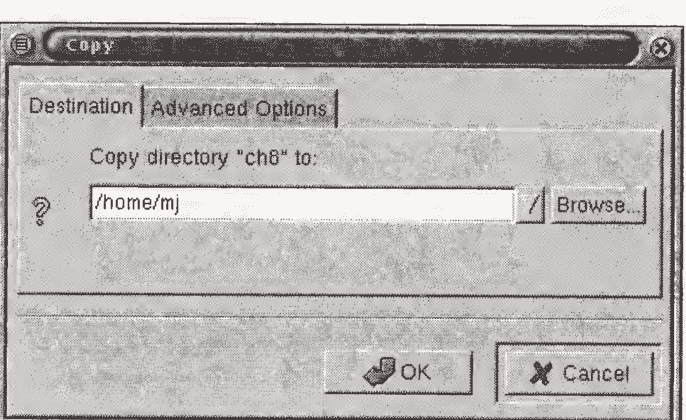 Copy
Destination Advanced Options
Copy directory "ch8" to:
? /home/mj / Browse...
OK Cancel